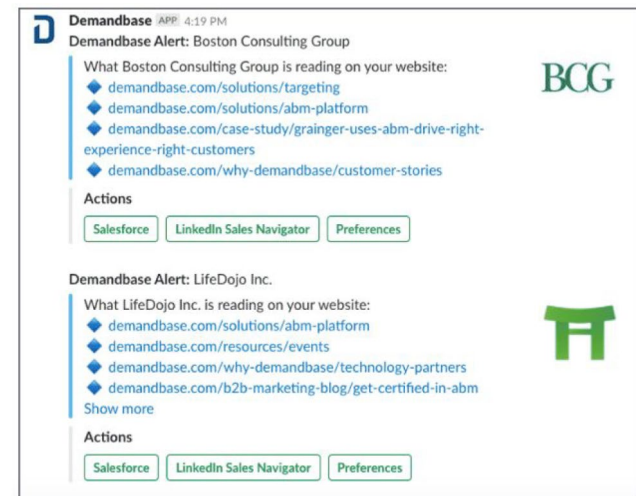 Demandbase APP 4:19 PM
Demandbase Alert: Boston Consulting Group
What Boston Consulting Group is reading on your website:
demandbase.com/solutions/targeting
demandbase.com/solutions/abm-platform
demandbase.com/case-study/grainger-uses-abm-drive-right-
experience-right-customers
demandbase.com/why-demandbase/customer-stories
BCG
Actions
Salesforce LinkedIn Sales Navigator Preferences
Demandbase Alert: LifeDojo Inc.
What LifeDojo Inc. is reading on your website:
demandbase.com/solutions/abm-platform
demandbase.com/resources/events
demandbase.com/why-demandbase/technology-partners
demandbase.com/b2b-marketing-blog/get-certified-in-abm
Show more
Actions
Salesforce LinkedIn Sales Navigator Preferences